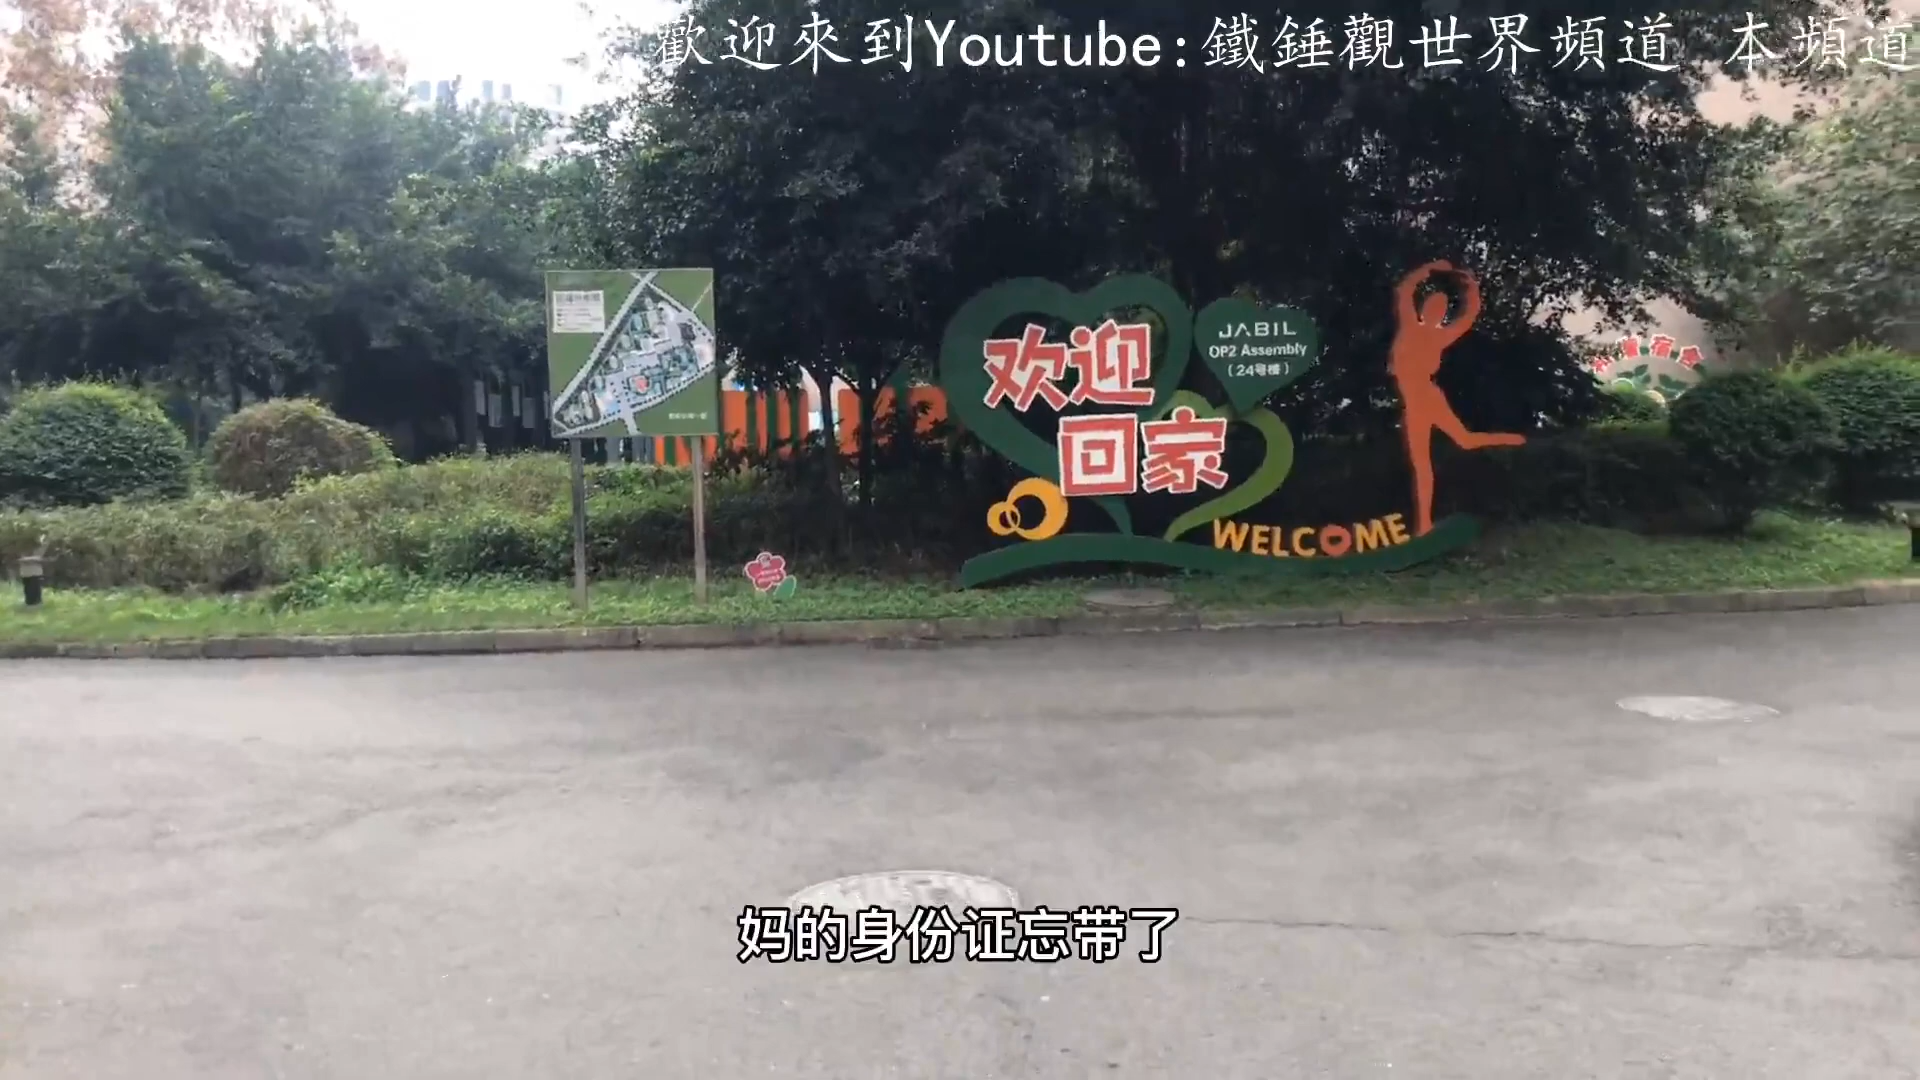 歡迎來到Youtube:鐵錘觀世界頻道 本頻道
欢迎
回家
JABIL
OP2 Assembly
(24号楼)
WELCOME
妈的身份证忘带了